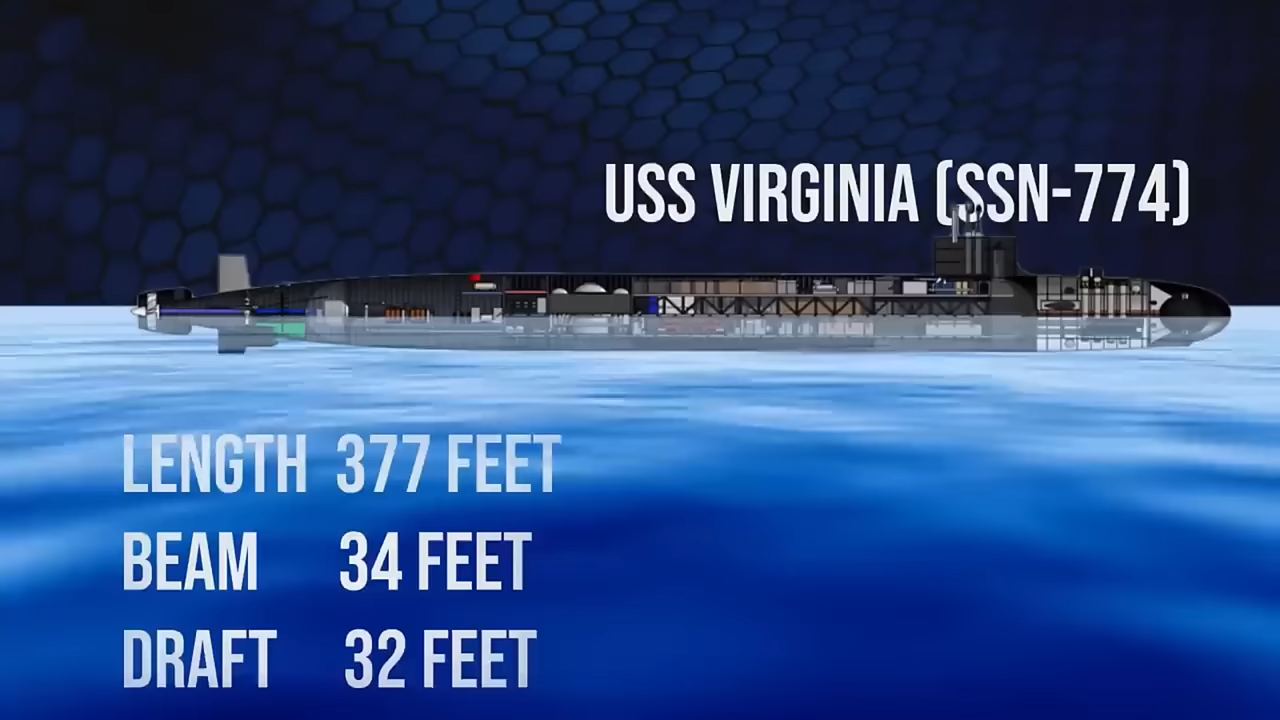 USS VIRGINIA (SSN-774)
LENGTH 377 FEET
BEAM 34 FEET
DRAFT 32 FEET